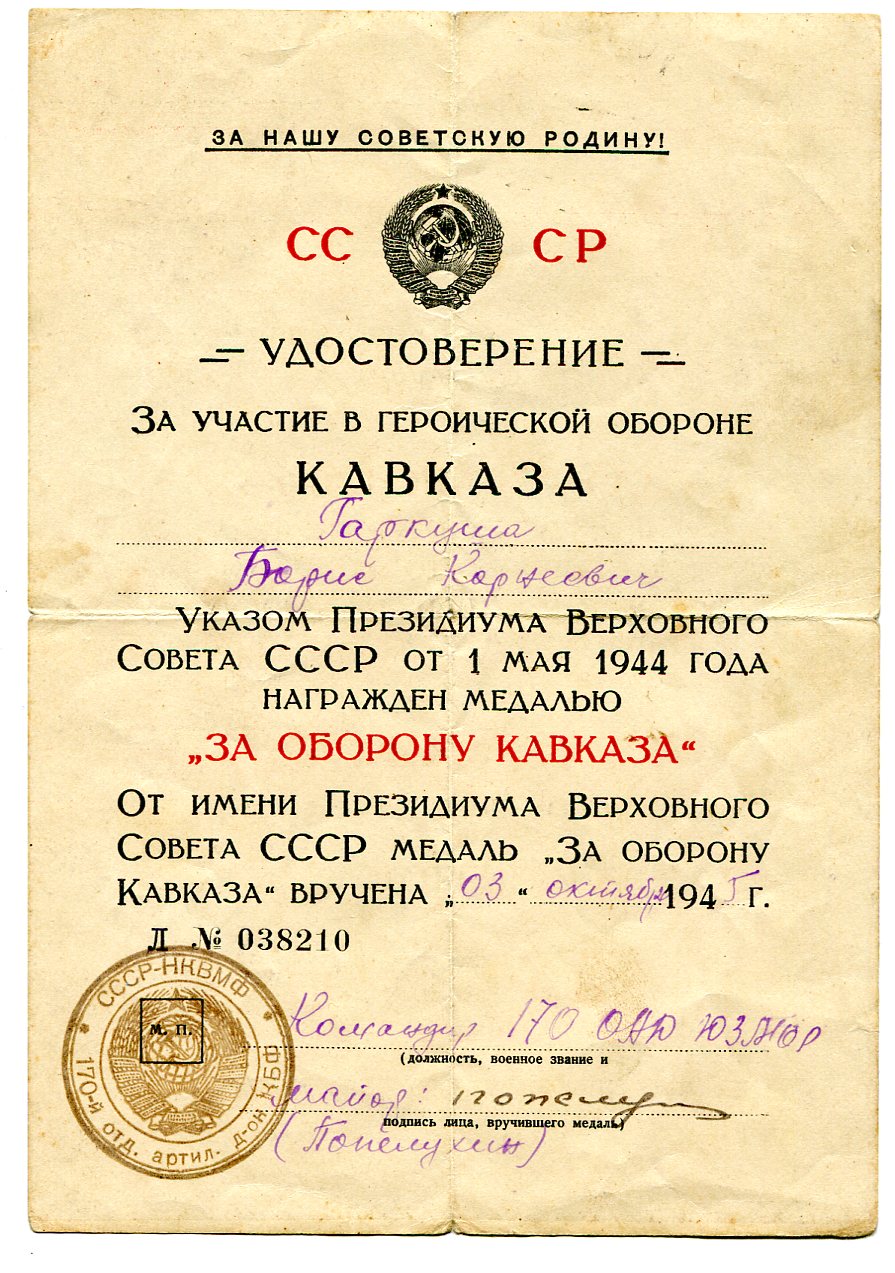 ЗА НАШУ СОВЕТСКУЮ РОДИНУ!
СС СР
УДОСТОВЕРЕНИЕ
ЗА УЧАСТИЕ В ГЕРОИЧЕСКОЙ ОБОРОНЕ
КАВКАЗА
Гаркуша
Борис Корнеевич
УКАЗОМ ПРЕЗИДИУМА ВЕРХОВНОГО
СОВЕТА СССР ОТ 1 МАЯ 1944 ГОДА
НАГРАЖДЕН МЕДАЛЬЮ
„ЗА ОБОРОНУ КАВКАЗА“
ОТ ИМЕНИ ПРЕЗИДИУМА ВЕРХОВНОГО
СОВЕТА СССР МЕДАЛЬ „ЗА ОБОРОНУ
КАВКАЗА“ ВРУЧЕНА „03“ октября 1945 г.
Л № 038210
СССР-НКВМФ
170-й отд. артил. д-он КБФ
М. П.
Командир 170 ОАД ЮЗМОР
(должность, военное звание и
майор:
подпись лица, вручившего медаль)
(Попелухин)